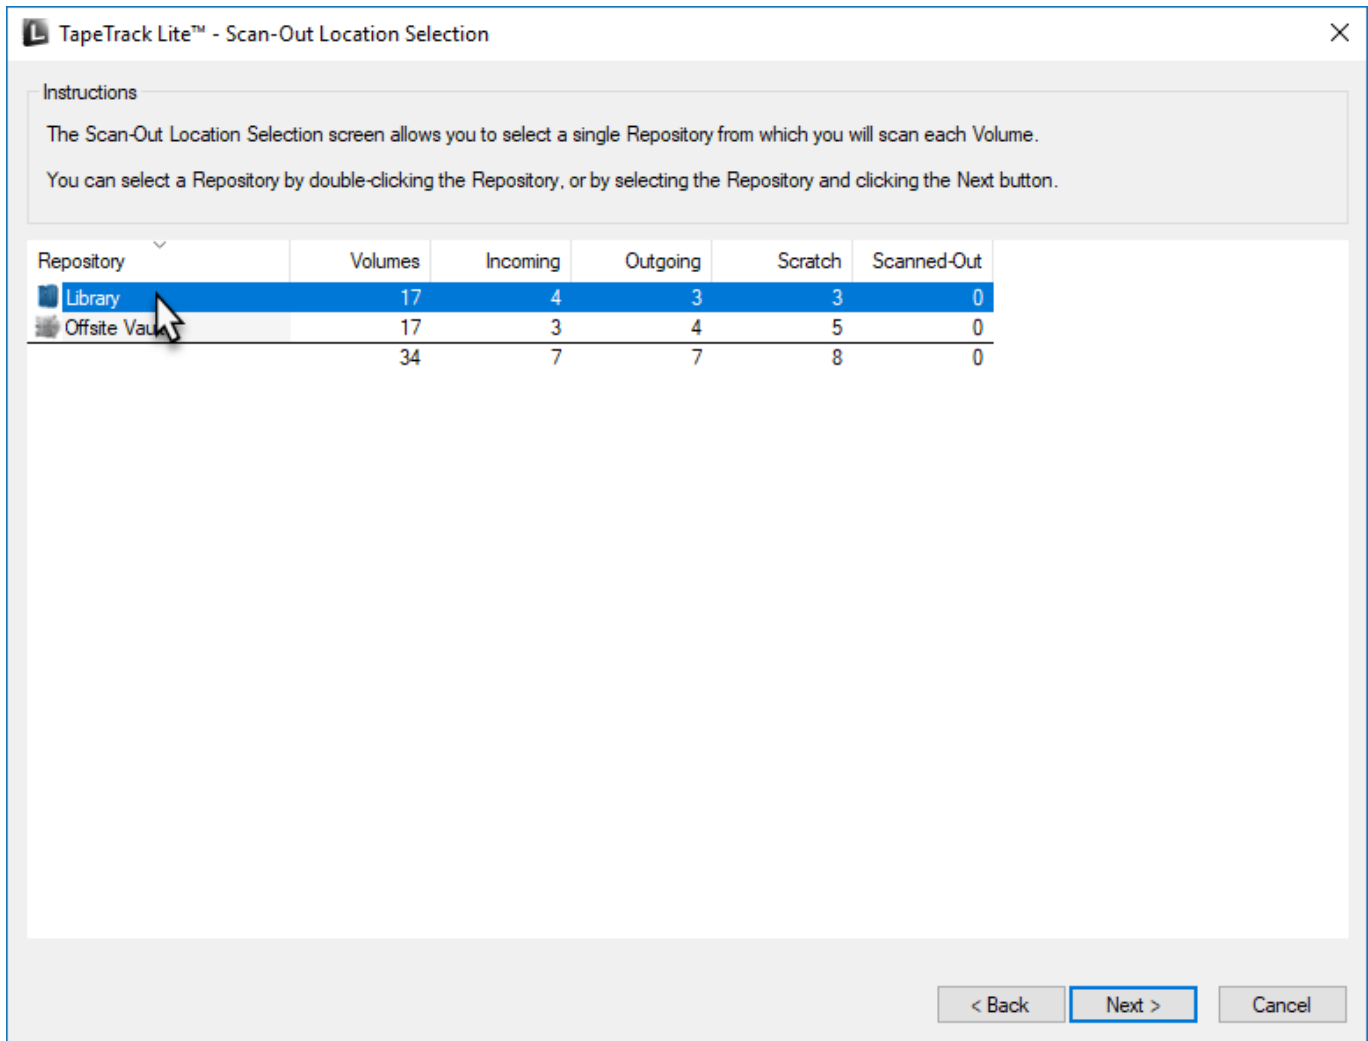 TapeTrack Lite™ - Scan-Out Location Selection
Instructions
The Scan-Out Location Selection screen allows you to select a single Repository from which you will scan each Volume.
You can select a Repository by double-clicking the Repository, or by selecting the Repository and clicking the Next button.
Repository Volumes Incoming Outgoing Scratch Scanned-Out
Library 17 4 3 3 0
Offsite 17 3 4 5 0
34 7 7 8 0
< Back Next > Cancel